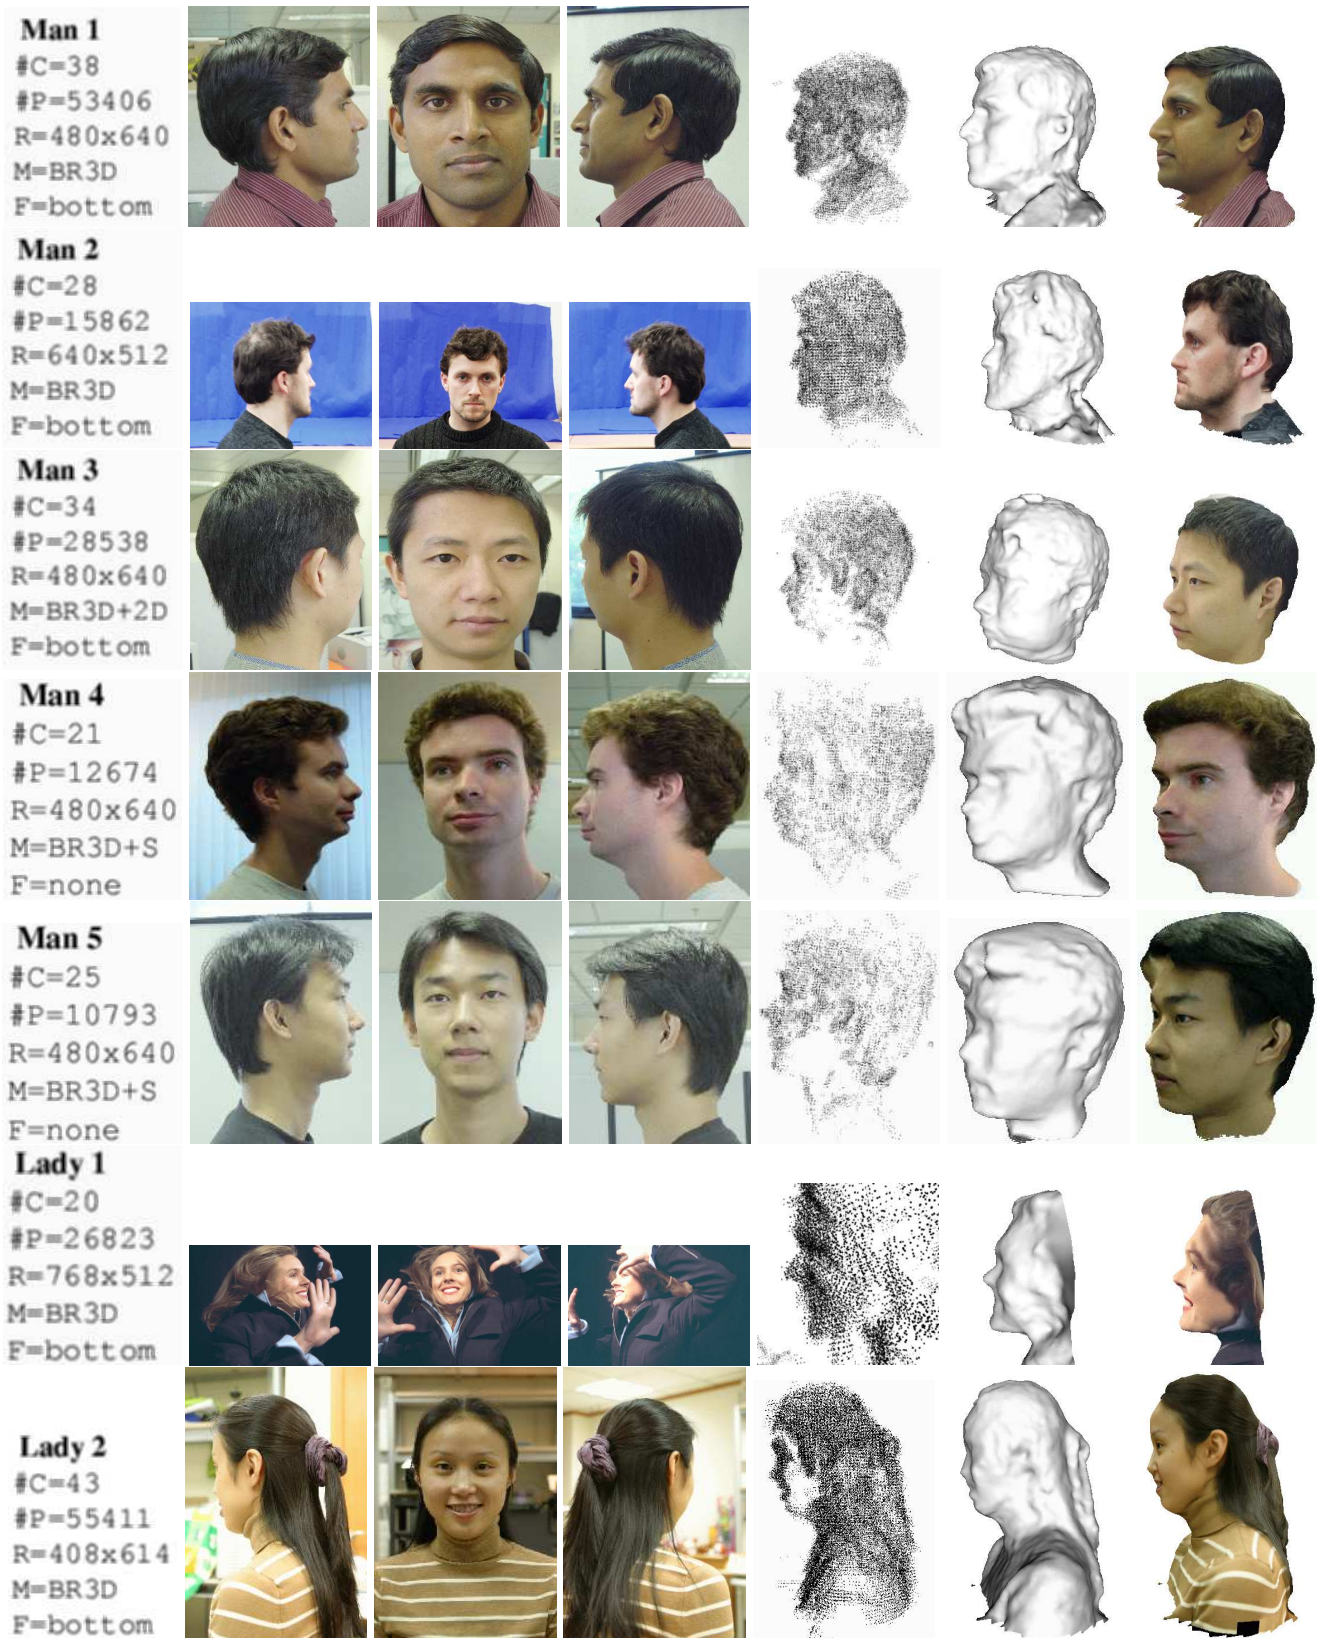 Man 1
#C=38
#P=53406
R=480x640
M=BR3D
F=bottom
Man 2
#C=28
#P=15862
R=640x512
M=BR3D
F=bottom
Man 3
#C=34
#P=28538
R=480x640
M=BR3D+2D
F=bottom
Man 4
#C=21
#P=12674
R=480x640
M=BR3D+S
F=none
Man 5
#C=25
#P=10793
R=480x640
M=BR3D+S
F=none
Lady 1
#C=20
#P=26823
R=768x512
M=BR3D
F=bottom
Lady 2
#C=43
#P=55411
R=408x614
M=BR3D
F=bottom